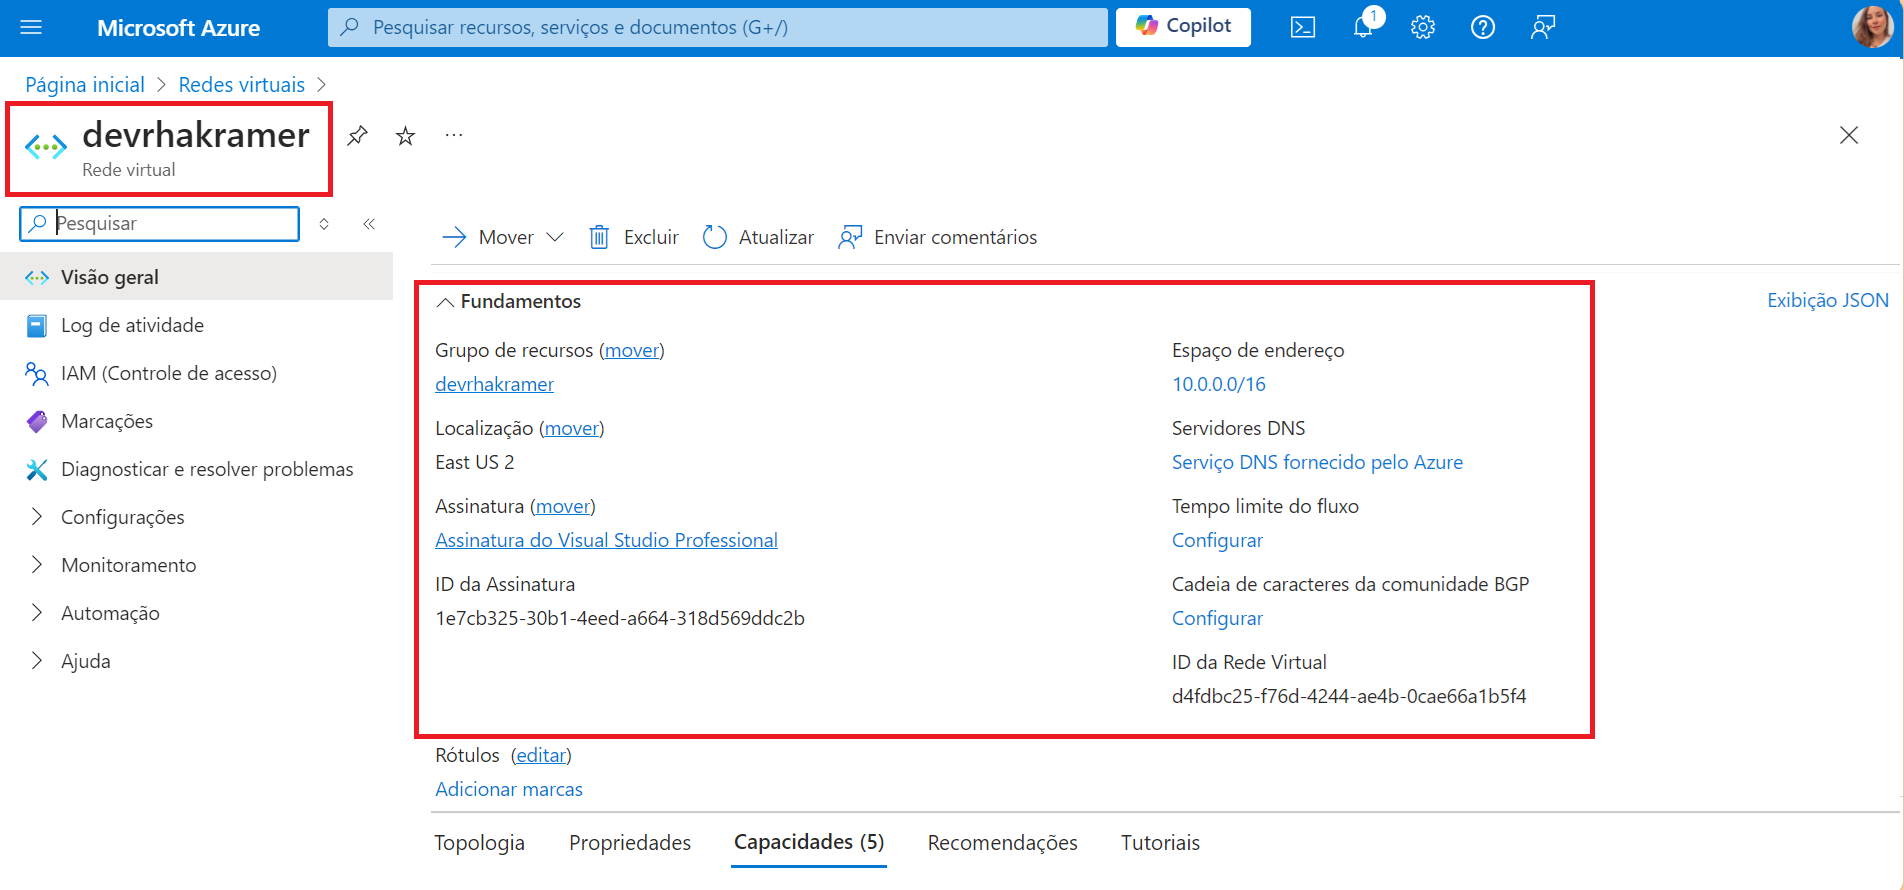 Microsoft Azure
Pesquisar recursos, serviços e documentos (G+/)
Copilot
1
Página inicial
Redes virtuais
devrhakramer
Rede virtual
Pesquisar
Visão geral
Log de atividade
IAM (Controle de acesso)
Marcações
Diagnosticar e resolver problemas
Configurações
Monitoramento
Automação
Ajuda
Mover
Excluir
Atualizar
Enviar comentários
Fundamentos
Exibição JSON
Grupo de recursos (mover)
devrhakramer
Localização (mover)
East US 2
Assinatura (mover)
Assinatura do Visual Studio Professional
ID da Assinatura
1e7cb325-30b1-4eed-a664-318d569ddc2b
Espaço de endereço
10.0.0.0/16
Servidores DNS
Serviço DNS fornecido pelo Azure
Tempo limite do fluxo
Configurar
Cadeia de caracteres da comunidade BGP
Configurar
ID da Rede Virtual
d4fdbc25-f76d-4244-ae4b-0cae66a1b5f4
Rótulos (editar)
Adicionar marcas
Topologia
Propriedades
Capacidades (5)
Recomendações
Tutoriais